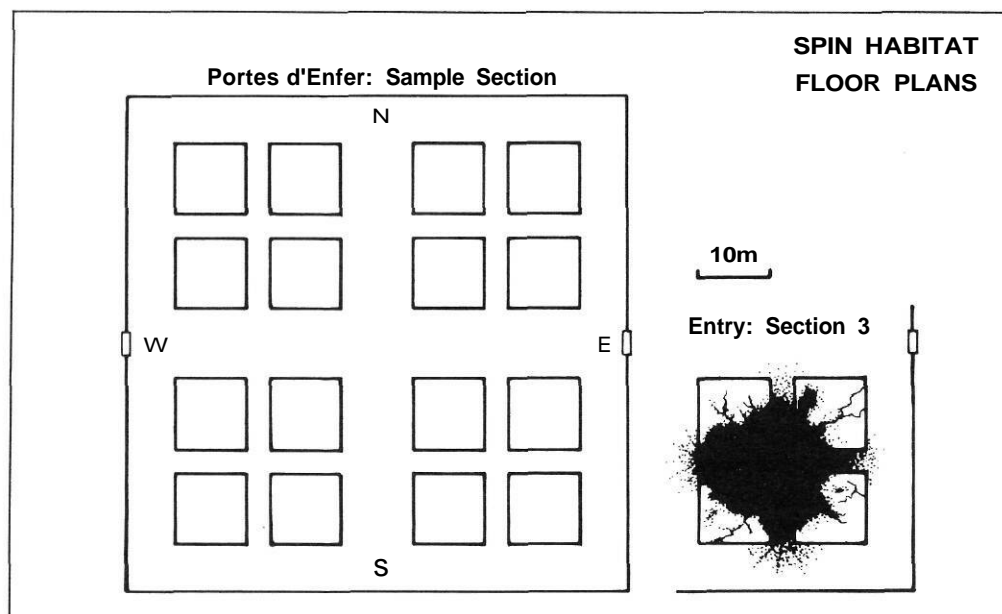 SPIN HABITAT
FLOOR PLANS
Portes d'Enfer: Sample Section
N
W
E
S
10m
Entry: Section 3